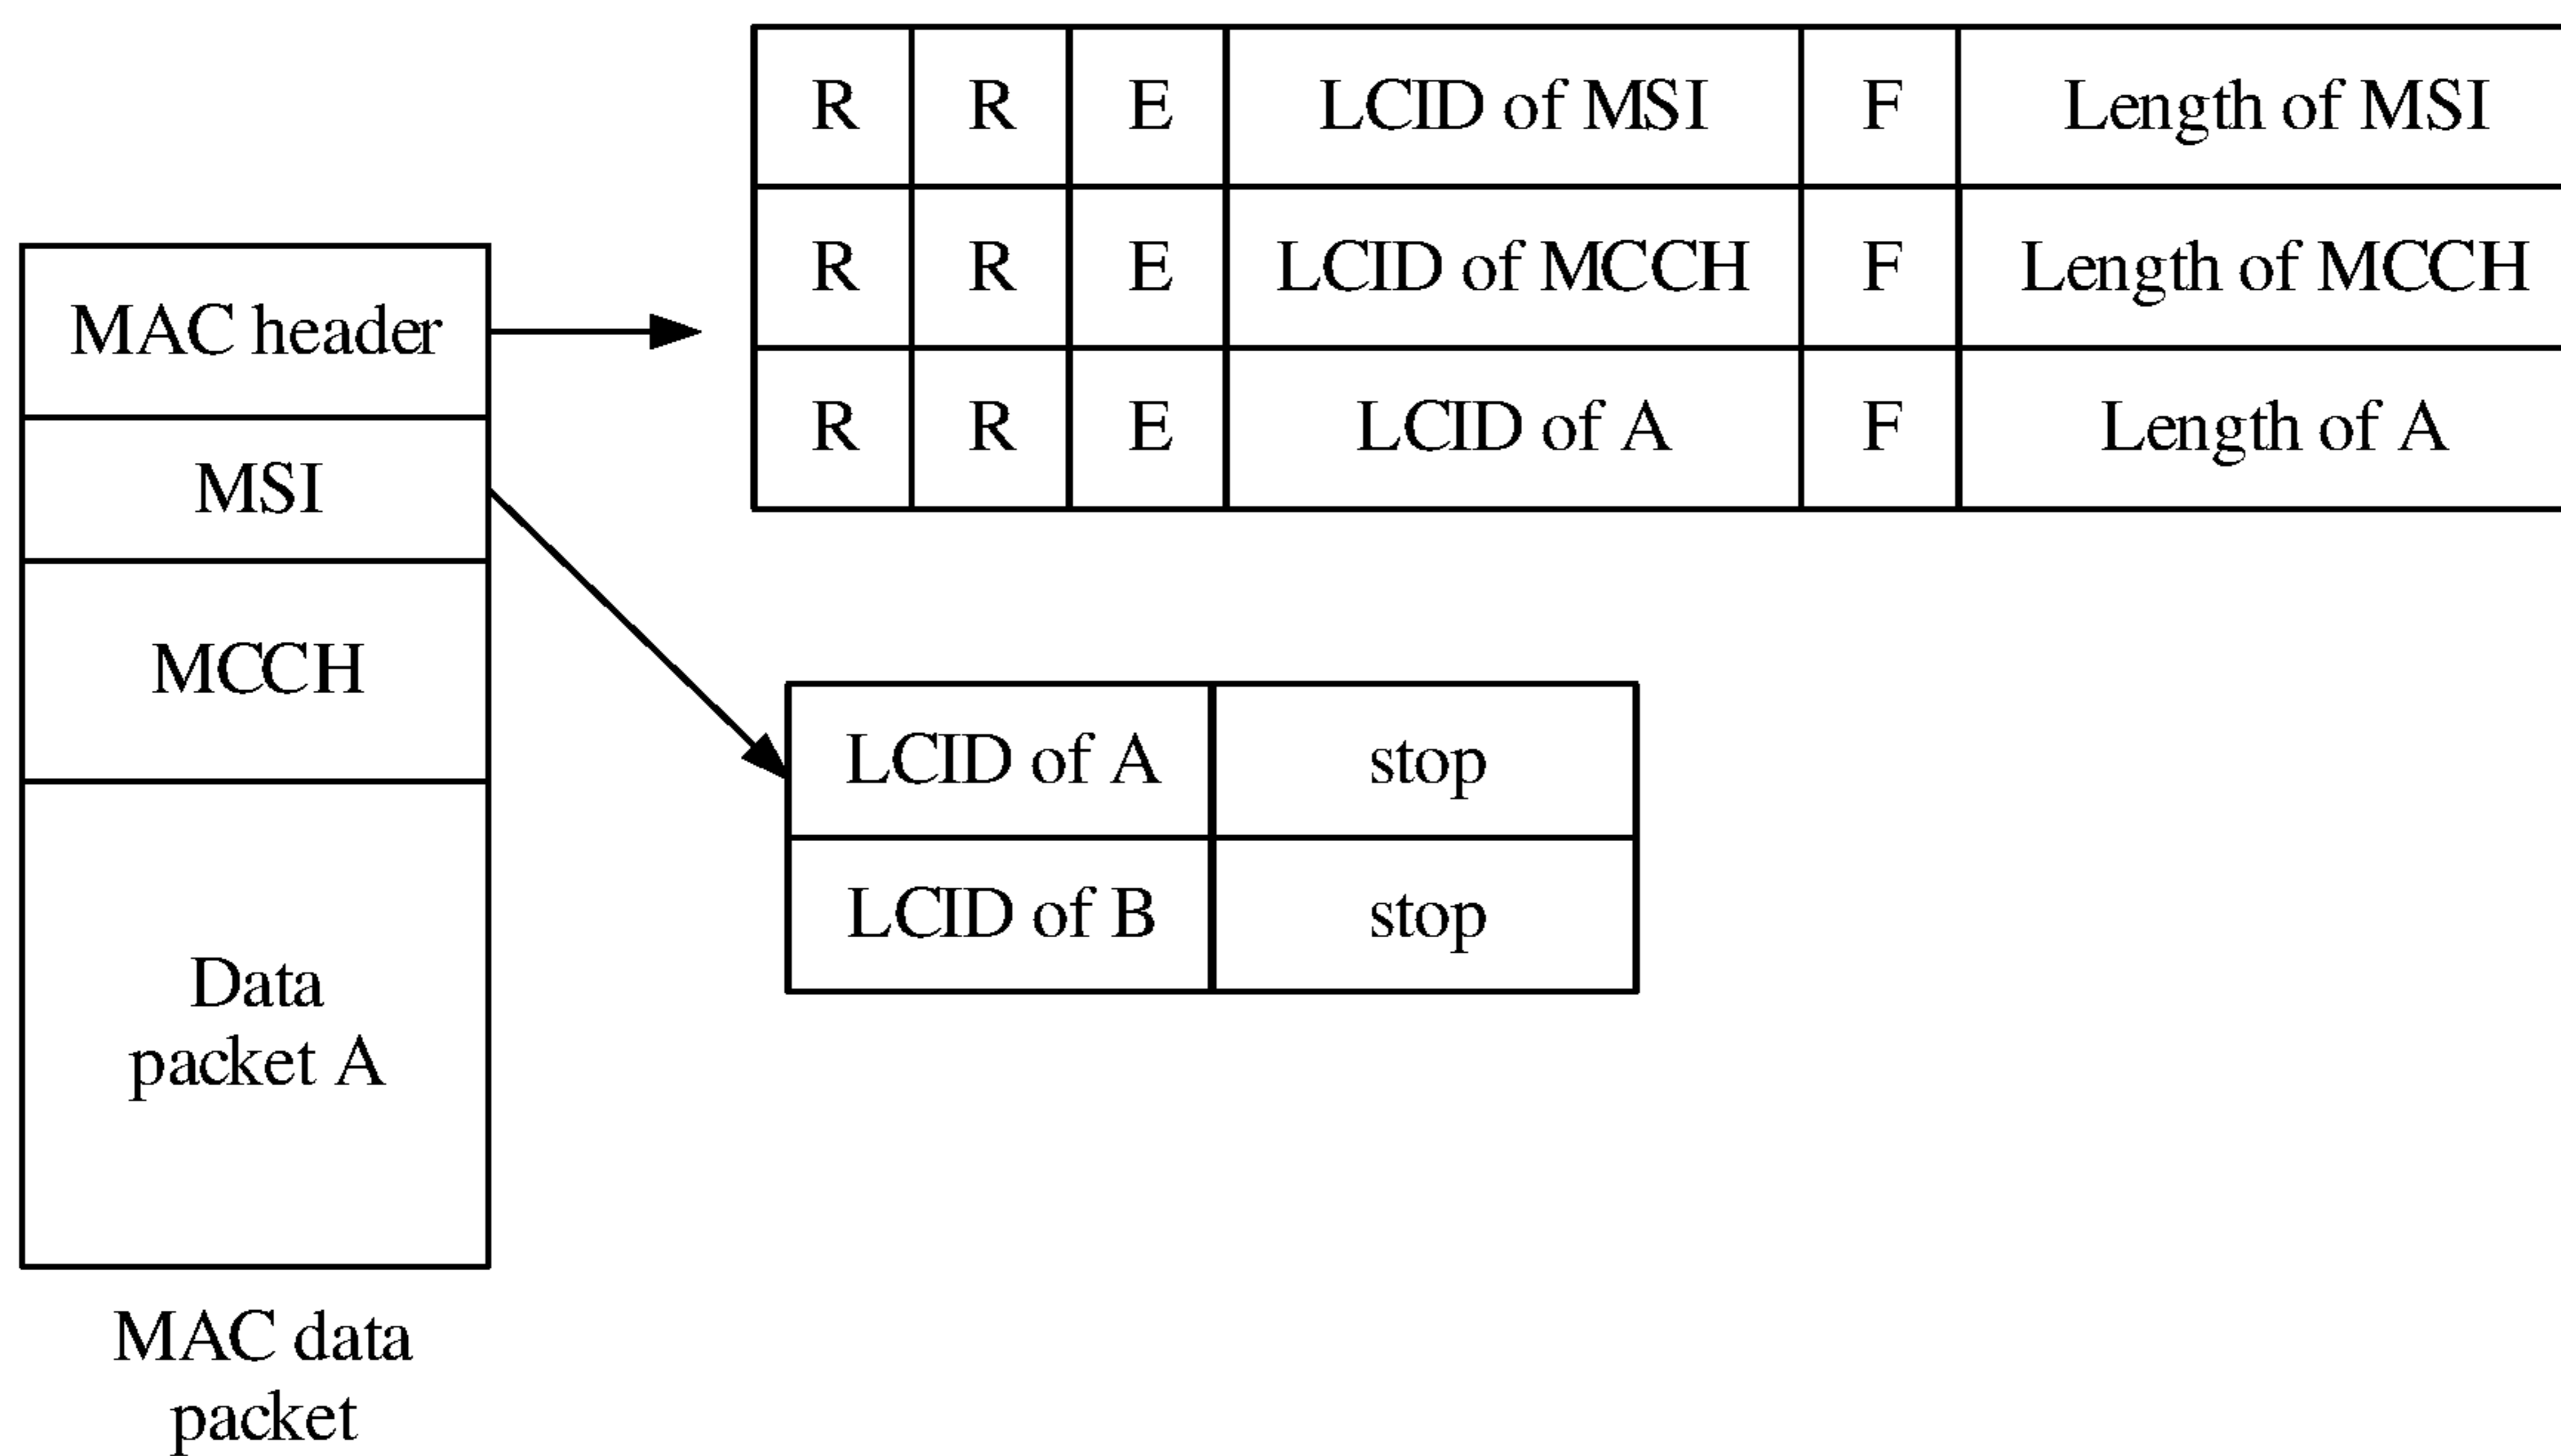 R R E LCID of MSI F Length of MSI
R R E LCID of MCCH F Length of MCCH
R R E LCID of A F Length of A
MAC header
MSI
MCCH
Data
packet A
MAC data
packet
LCID of A stop
LCID of B stop